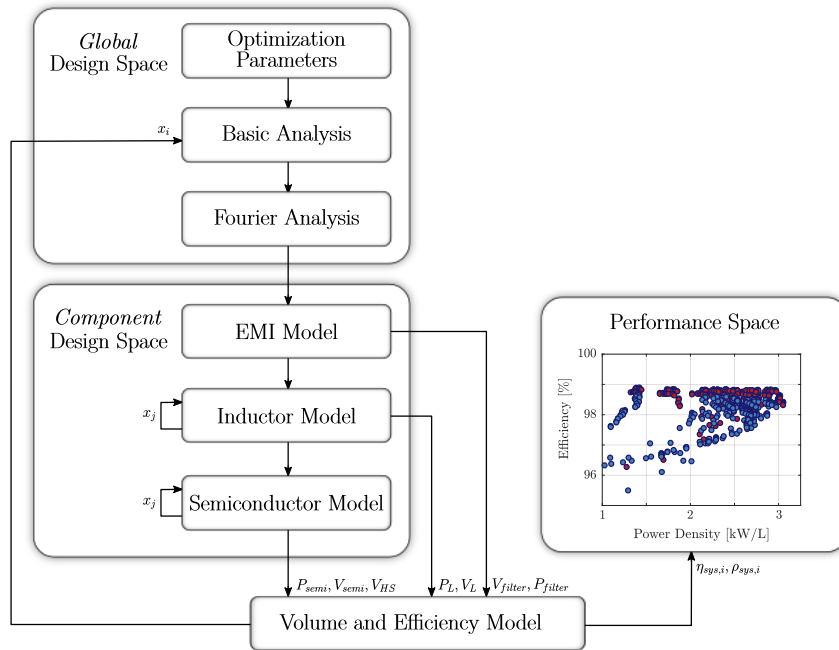 Global
Design Space
Optimization
Parameters
x_i
Basic Analysis
Fourier Analysis
Component
Design Space
EMI Model
x_j
Inductor Model
x_j
Semiconductor Model
P_semi, V_semi, V_HS
P_L, V_L
V_filter, P_filter
Volume and Efficiency Model
η_sys,i, ρ_sys,i
Performance Space
100
98
96
Efficiency [%]
1
2
3
Power Density [kW/L]